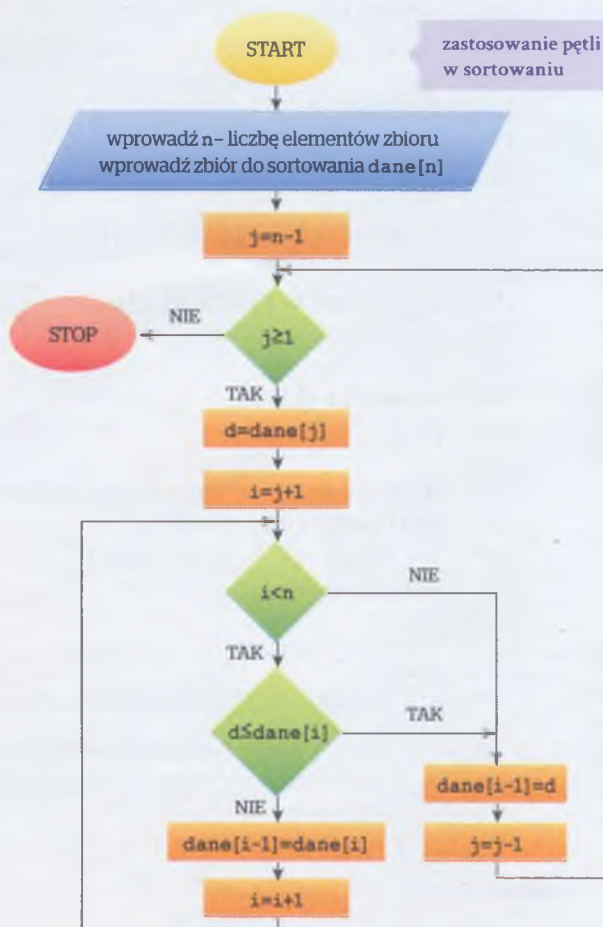 START
zastosowanie pętli
w sortowaniu
wprowadź n– liczbę elementów zbioru
wprowadź zbiór do sortowania dane[n]
j=n-1
NIE
STOP
j≥1
TAK
d=dane[j]
i=j+1
NIE
i<n
TAK
TAK
d≤dane[i]
dane[i-1]=d
NIE
dane[i-1]=dane[i]
j=j-1
i=i+1